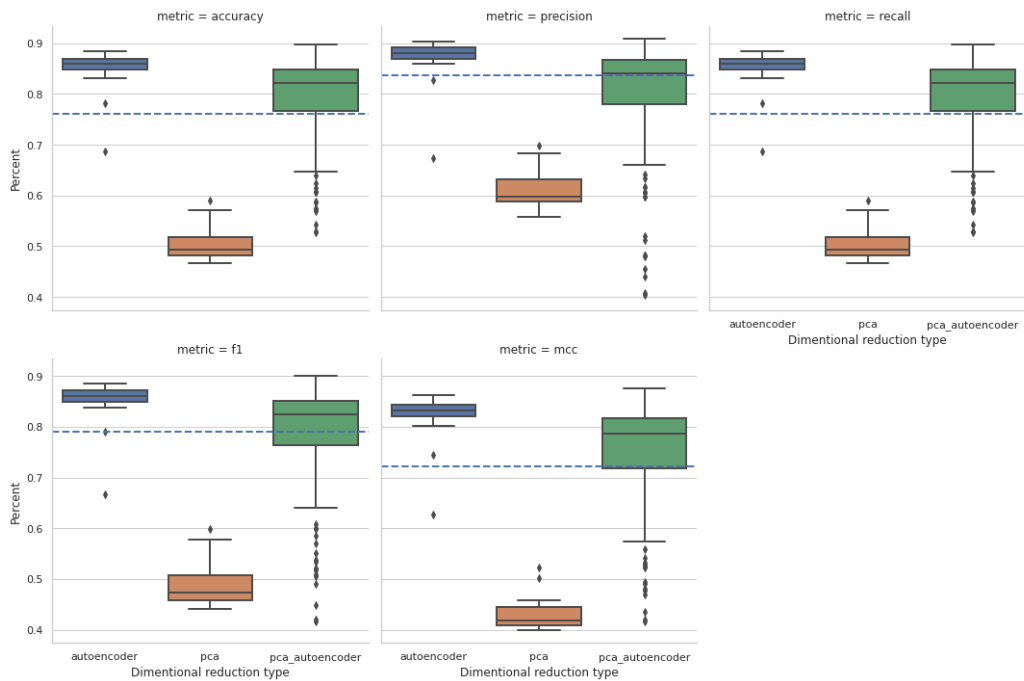 metric = accuracy
metric = precision
metric = recall
Percent
0.9
0.8
0.7
0.6
0.5
0.4
autoencoder
pca
pca_autoencoder
Dimentional reduction type
metric = f1
metric = mcc
Percent
0.9
0.8
0.7
0.6
0.5
0.4
autoencoder
pca
pca_autoencoder
autoencoder
pca
pca_autoencoder
Dimentional reduction type
Dimentional reduction type